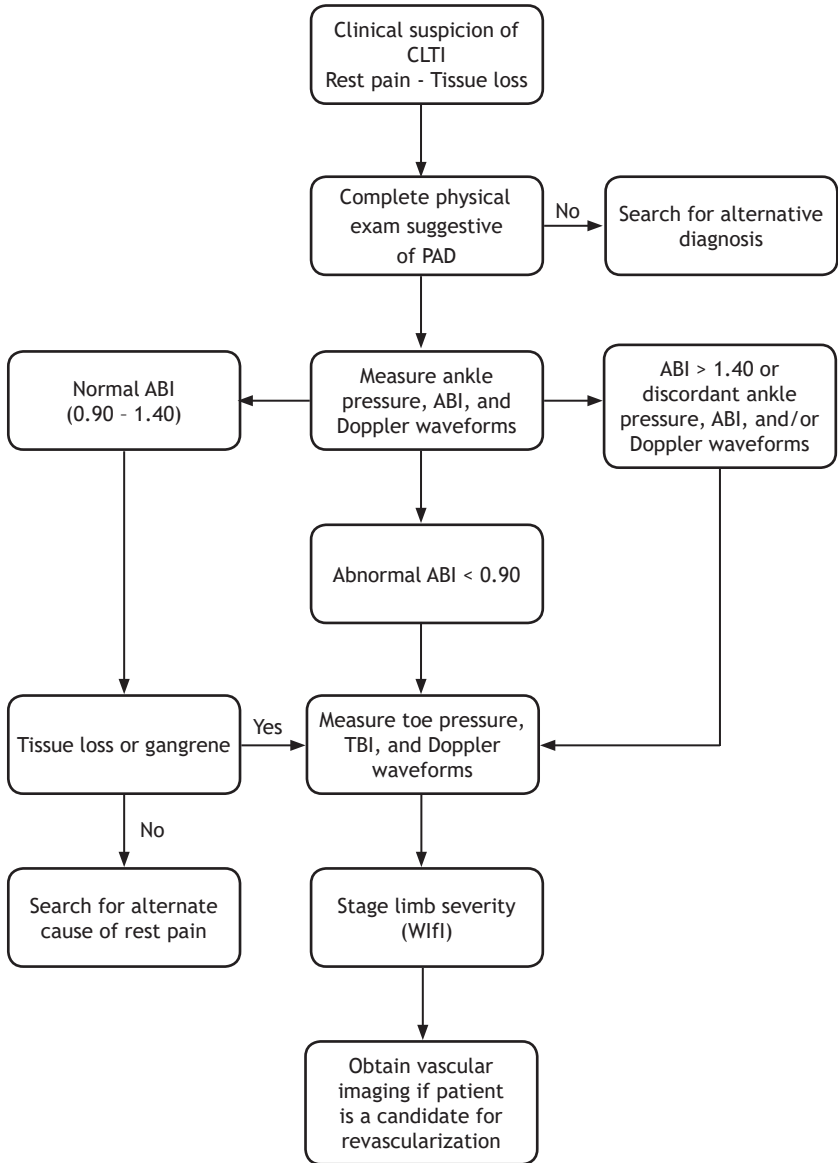 Clinical suspicion of
CLTI
Rest pain - Tissue loss
Complete physical
exam suggestive
of PAD
No
Search for alternative
diagnosis
Normal ABI
(0.90 - 1.40)
Measure ankle
pressure, ABI, and
Doppler waveforms
ABI > 1.40 or
discordant ankle
pressure, ABI, and/or
Doppler waveforms
Abnormal ABI < 0.90
Tissue loss or gangrene
Yes
Measure toe pressure,
TBI, and Doppler
waveforms
No
Search for alternate
cause of rest pain
Stage limb severity
(WIfI)
Obtain vascular
imaging if patient
is a candidate for
revascularization